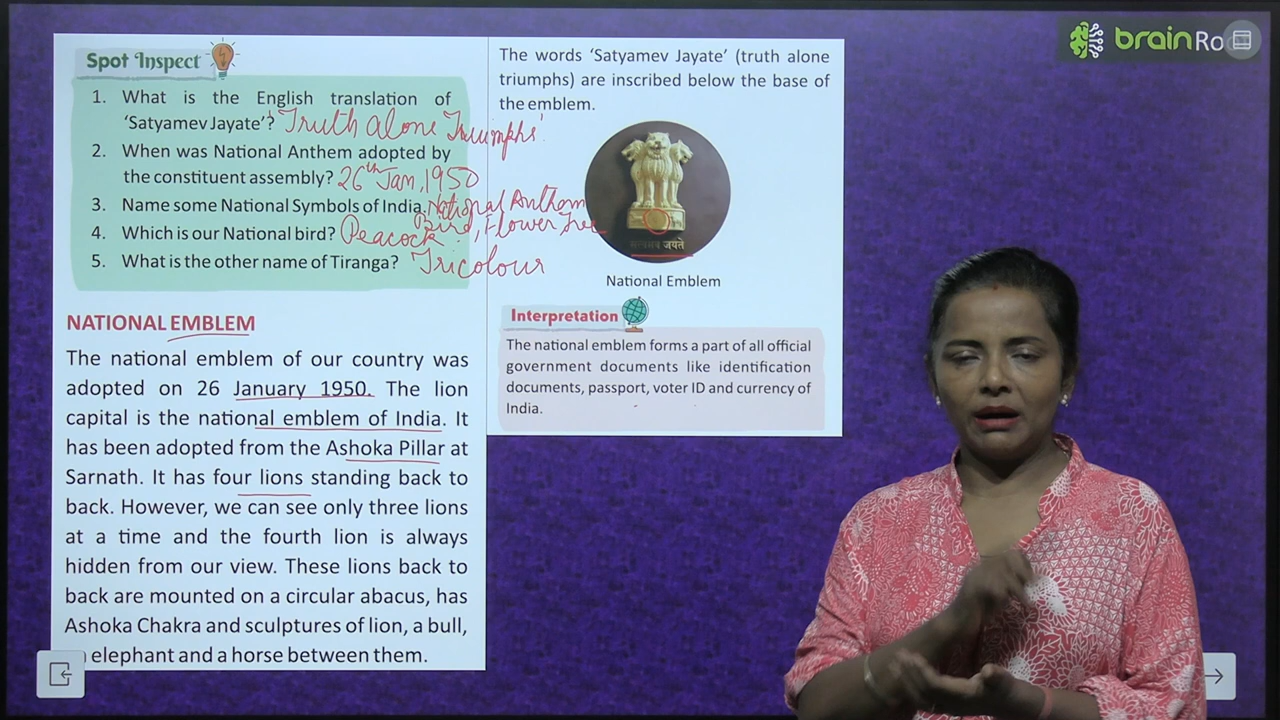 Spot Inspect
1. What is the English translation of
‘Satyamev Jayate’? Truth alone Triumphs'
2. When was National Anthem adopted by
the constituent assembly? 26th Jan, 1950
3. Name some National Symbols of India. National Anthem
Bird, Flower Tree
4. Which is our National bird? Peacock.
5. What is the other name of Tiranga? Tricolour
NATIONAL EMBLEM
The national emblem of our country was
adopted on 26 January 1950. The lion
capital is the national emblem of India. It
has been adopted from the Ashoka Pillar at
Sarnath. It has four lions standing back to
back. However, we can see only three lions
at a time and the fourth lion is always
hidden from our view. These lions back to
back are mounted on a circular abacus, has
Ashoka Chakra and sculptures of lion, a bull,
elephant and a horse between them.
The words ‘Satyamev Jayate’ (truth alone
triumphs) are inscribed below the base of
the emblem.
सत्यमेव जयते
National Emblem
Interpretation
The national emblem forms a part of all official
government documents like identification
documents, passport, voter ID and currency of
India.
brainRo